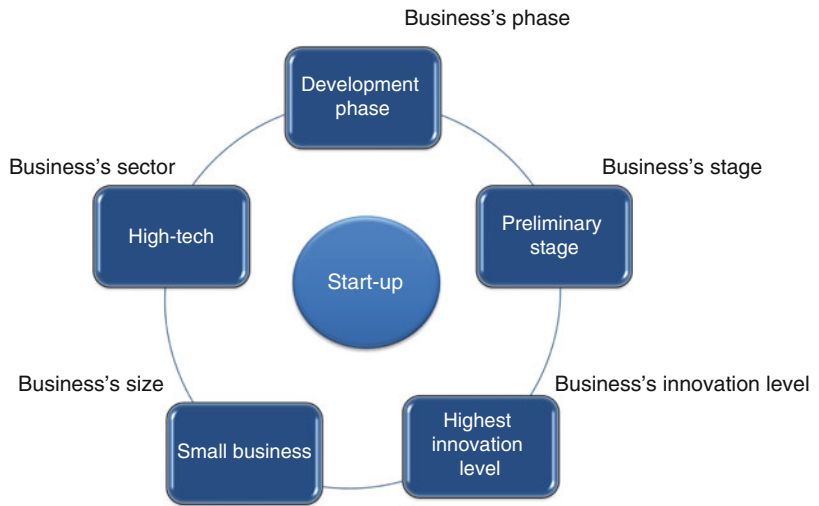 Business's phase
Development
phase
Business's sector
Business's stage
High-tech
Preliminary
stage
Start-up
Business's size
Business's innovation level
Small business
Highest
innovation
level